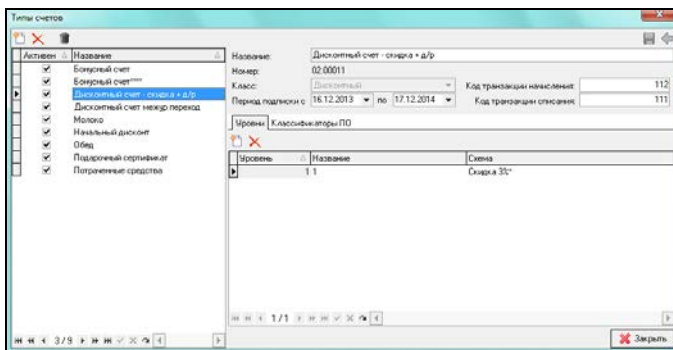 Типы счетов
Активен Название
Бонусный счет
Бонусный счет****
Дисконтный счет - скидка + д/р
Дисконтный счет межур переход
Молоко
Начальный дисконт
Обед
Подарочный сертификат
Потраченные средства
3/9
Название: Дисконтный счет - скидка + д/р
Номер: 02.00011
Класс: Дисконтный Код транзакции начисления: 112
Период подписки с 16.12.2013 по 17.12.2014 Код транзакции списания: 111
Уровни Классификаторы ПО
Уровень Название Схема
1 1 Скидка 3%*
1/1
Закрыть